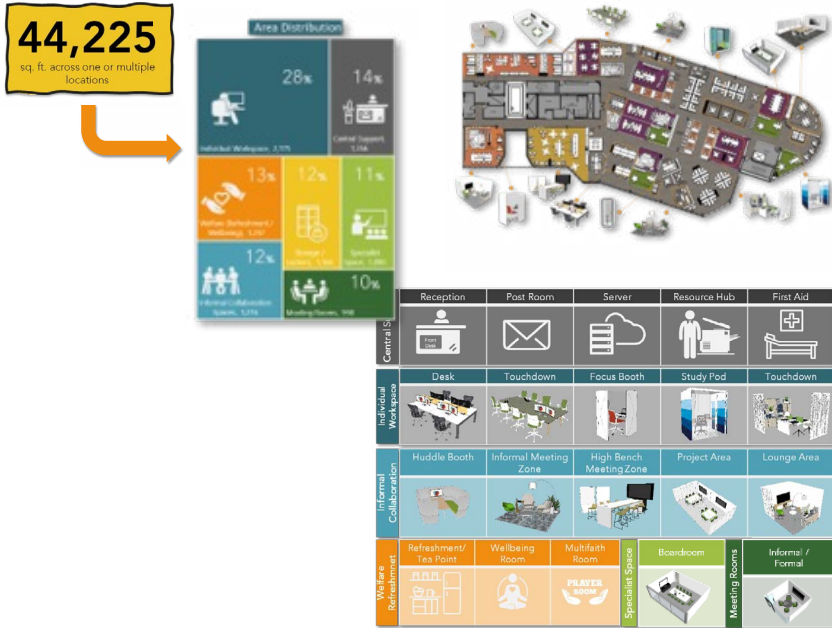 44,225
sq. ft. across one or multiple
locations
Area Distribution
28%
14%
Individual Workspace,
Central Support,
13%
12%
11%
Welfare (Refreshment/
Wellbeing),
Storage /
Lockers,
Specialist
Space,
12%
10%
Informal Collaboration
Spaces,
Meeting Rooms,
Central S
Reception
Post Room
Server
Resource Hub
First Aid
Front
Desk
Individual
Workspace
Desk
Touchdown
Focus Booth
Study Pod
Touchdown
Informal
Collaboration
Huddle Booth
Informal Meeting
Zone
High Bench
Meeting Zone
Project Area
Lounge Area
Welfare
Refreshmnet
Refreshment/
Tea Point
Wellbeing
Room
Multifaith
Room
PRAYER
ROOM
Specialist Space
Boardroom
Meeting Rooms
Informal /
Formal